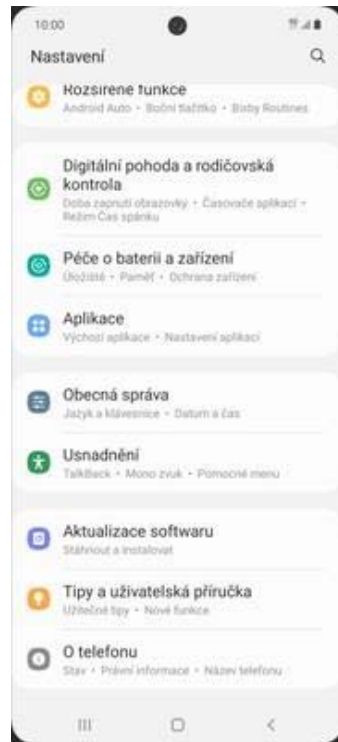 10:00
Nastavení
Rozšířené funkce
Android Auto • Boční tlačítko • Bixby Routines
Digitální pohoda a rodičovská
kontrola
Doba zapnutí obrazovky • Časovače aplikací •
Režim Čas spánku
Péče o baterii a zařízení
Úložiště • Paměť • Ochrana zařízení
Aplikace
Výchozí aplikace • Nastavení aplikací
Obecná správa
Jazyk a klávesnice • Datum a čas
Usnadnění
TalkBack • Mono zvuk • Pomocné menu
Aktualizace softwaru
Stáhnout a instalovat
Tipy a uživatelská příručka
Užitečné tipy • Nové funkce
O telefonu
Stav • Právní informace • Název telefonu